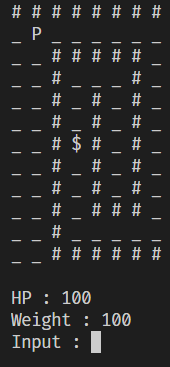 # # # # # # # #
_ P _ _ _ _ _ _
_ _ # # # # # _
_ _ # _ _ _ # _
_ _ # _ # _ # _
_ _ # _ # _ # _
_ _ # $ # _ # _
_ _ # _ # _ # _
_ _ # _ # _ # _
_ _ # _ # # # _
_ _ # _ _ _ _ _
_ _ # # # # # #
HP : 100
Weight : 100
Input :